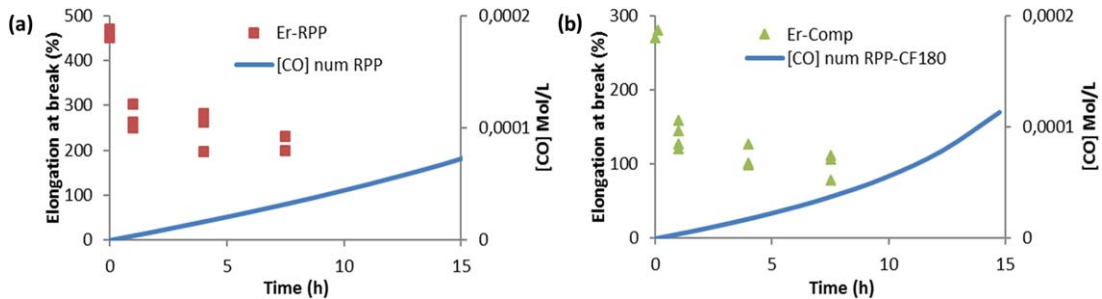 (a)
500
400
300
200
100
0
Elongation at break (%)
Er-RPP
[CO] num RPP
0,0002
0,0001
0
[CO] Mol/L
0
5
10
15
Time (h)
(b)
300
200
100
0
Elongation at break (%)
Er-Comp
[CO] num RPP-CF180
0,0002
0,0001
0
[CO] Mol/L
0
5
10
15
Time (h)